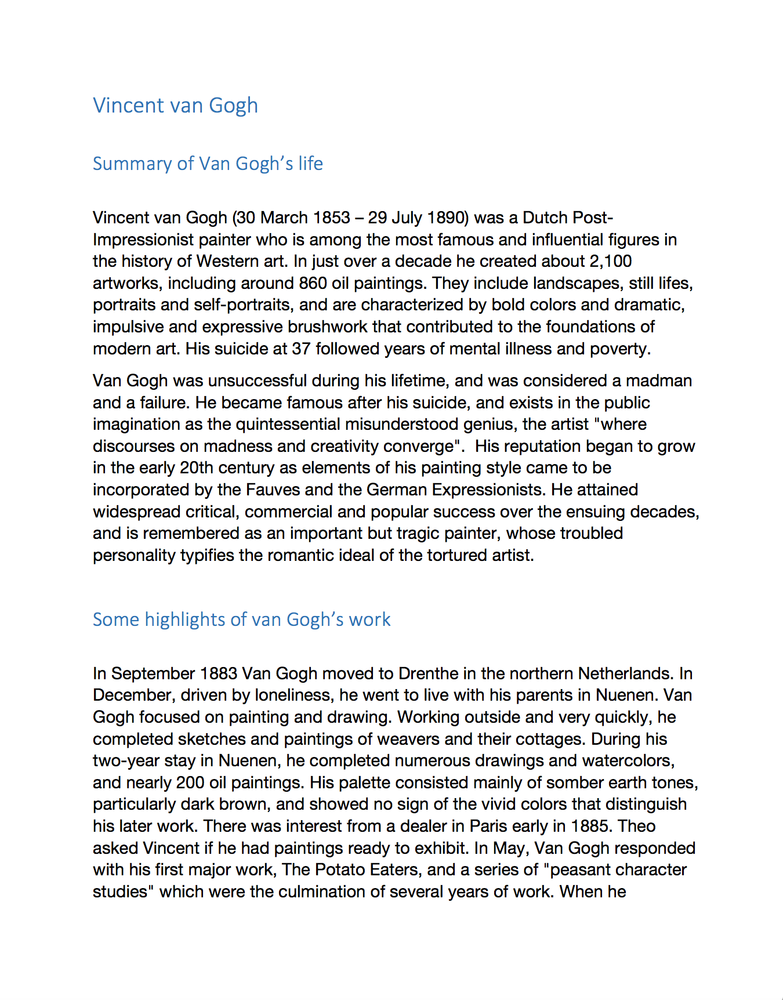 Vincent van Gogh
Summary of Van Gogh’s life
Vincent van Gogh (30 March 1853 – 29 July 1890) was a Dutch Post-
Impressionist painter who is among the most famous and influential figures in
the history of Western art. In just over a decade he created about 2,100
artworks, including around 860 oil paintings. They include landscapes, still lifes,
portraits and self-portraits, and are characterized by bold colors and dramatic,
impulsive and expressive brushwork that contributed to the foundations of
modern art. His suicide at 37 followed years of mental illness and poverty.
Van Gogh was unsuccessful during his lifetime, and was considered a madman
and a failure. He became famous after his suicide, and exists in the public
imagination as the quintessential misunderstood genius, the artist "where
discourses on madness and creativity converge".  His reputation began to grow
in the early 20th century as elements of his painting style came to be
incorporated by the Fauves and the German Expressionists. He attained
widespread critical, commercial and popular success over the ensuing decades,
and is remembered as an important but tragic painter, whose troubled
personality typifies the romantic ideal of the tortured artist.
Some highlights of van Gogh’s work
In September 1883 Van Gogh moved to Drenthe in the northern Netherlands. In
December, driven by loneliness, he went to live with his parents in Nuenen. Van
Gogh focused on painting and drawing. Working outside and very quickly, he
completed sketches and paintings of weavers and their cottages. During his
two-year stay in Nuenen, he completed numerous drawings and watercolors,
and nearly 200 oil paintings. His palette consisted mainly of somber earth tones,
particularly dark brown, and showed no sign of the vivid colors that distinguish
his later work. There was interest from a dealer in Paris early in 1885. Theo
asked Vincent if he had paintings ready to exhibit. In May, Van Gogh responded
with his first major work, The Potato Eaters, and a series of "peasant character
studies" which were the culmination of several years of work. When he